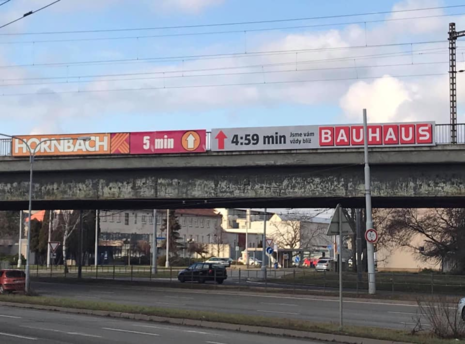 HORNBACH
5 min
4:59 min
Jsme vám
vždy blíž
BAUHAUS